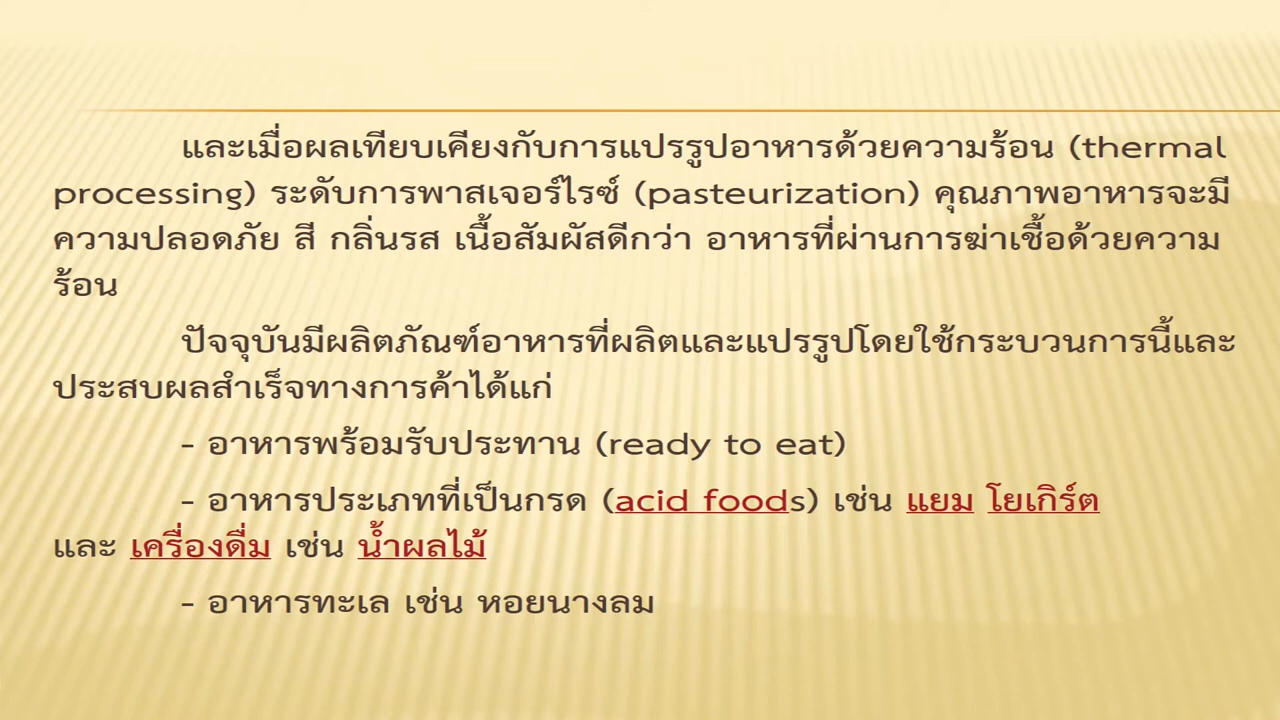 และเมื่อผลเทียบเคียงกับการแปรรูปอาหารด้วยความร้อน (thermal
processing) ระดับการพาสเจอร์ไรซ์ (pasteurization) คุณภาพอาหารจะมี
ความปลอดภัย สี กลิ่นรส เนื้อสัมผัสดีกว่า อาหารที่ผ่านการฆ่าเชื้อด้วยความ
ร้อน
ปัจจุบันมีผลิตภัณฑ์อาหารที่ผลิตและแปรรูปโดยใช้กระบวนการนี้และ
ประสบผลสำเร็จทางการค้าได้แก่
- อาหารพร้อมรับประทาน (ready to eat)
- อาหารประเภทที่เป็นกรด (acid foods) เช่น แยม โยเกิร์ต
และ เครื่องดื่ม เช่น น้ำผลไม้
- อาหารทะเล เช่น หอยนางลม